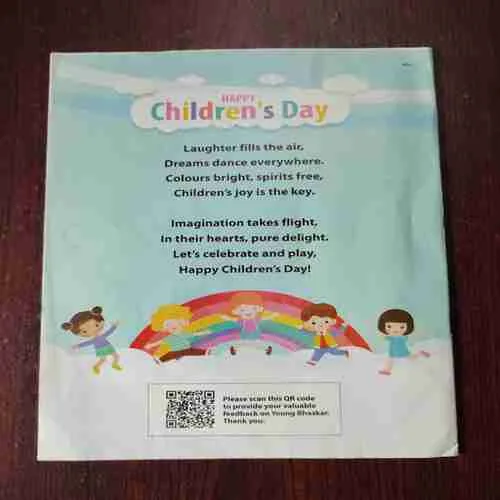 HAPPY
Children's Day
Laughter fills the air,
Dreams dance everywhere.
Colours bright, spirits free,
Children's joy is the key.
Imagination takes flight,
In their hearts, pure delight.
Let's celebrate and play,
Happy Children's Day!
Please scan this QR code
to provide your valuable
feedback on Young Bhaskar.
Thank you.